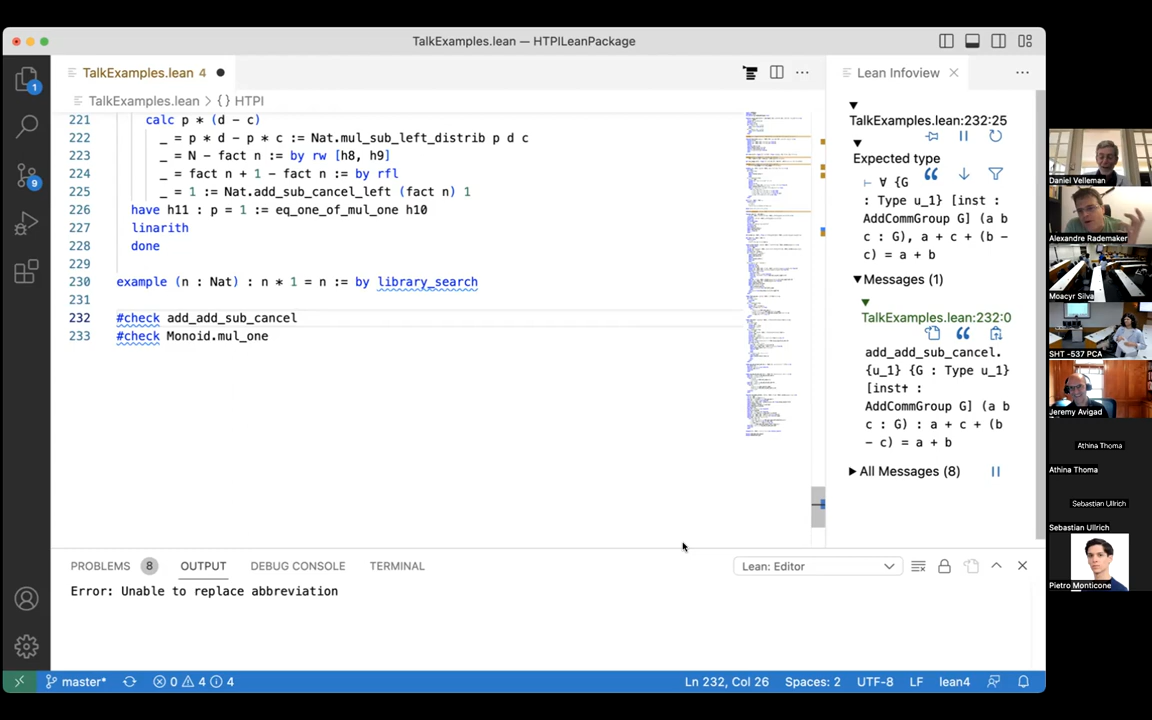 TalkExamples.lean — HTPILeanPackage
TalkExamples.lean 4
Lean Infoview
TalkExamples.lean > {} HTPI
221 calc p * (d - c)
222 _ = p * d - p * c := Nat.mul_sub_left_distrib p d c
223 _ = N - fact n := by rw [h8, h9]
224 _ = fact n + 1 - fact n := by rfl
225 _ = 1 := Nat.add_sub_cancel_left (fact n) 1
226 have h11 : p = 1 := eq_one_of_mul_one h10
227 linarith
228 done
229
230 example (n : Nat) : n * 1 = n := by library_search
231
232 #check add_add_sub_cancel
233 #check Monoid.mul_one
TalkExamples.lean:232:25
Expected type
⊢ ∀ {G
: Type u_1} [inst :
AddCommGroup G] (a b
c : G), a + c + (b -
c) = a + b
Messages (1)
TalkExamples.lean:232:0
add_add_sub_cancel.
{u_1} {G : Type u_1}
[inst✝ :
AddCommGroup G] (a b
c : G) : a + c + (b
- c) = a + b
All Messages (8)
PROBLEMS 8 OUTPUT DEBUG CONSOLE TERMINAL
Lean: Editor
Error: Unable to replace abbreviation
master* 0 4 4
Ln 232, Col 26 Spaces: 2 UTF-8 LF lean4
1
9
Daniel Velleman
Alexandre Rademaker
Moacyr Silva
SHT -537 PCA
Jeremy Avigad
Athina Thoma
Athina Thoma
Sebastian Ullrich
Sebastian Ullrich
Pietro Monticone